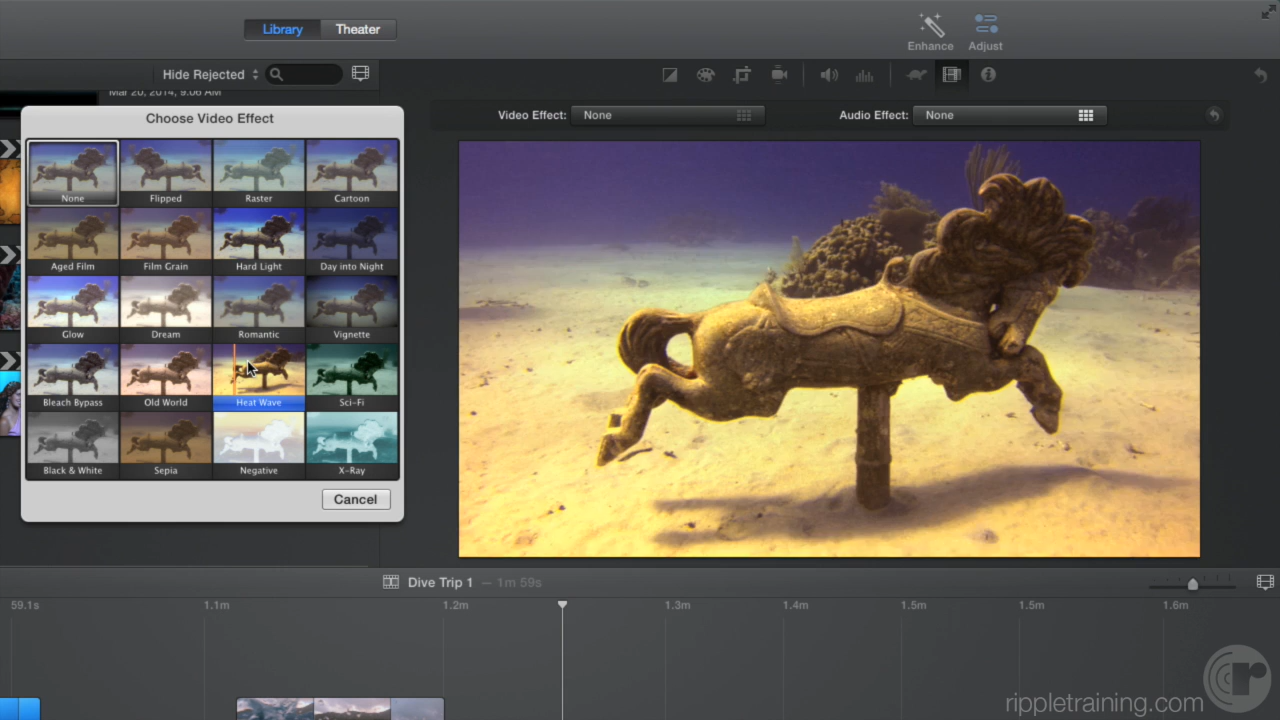 Library Theater
Enhance Adjust
Hide Rejected
Mar 20, 2014, 9:06 AM
Choose Video Effect
Video Effect: None Audio Effect: None
None Flipped Raster Cartoon
Aged Film Film Grain Hard Light Day into Night
Glow Dream Romantic Vignette
Bleach Bypass Old World Heat Wave Sci-Fi
Black & White Sepia Negative X-Ray
Cancel
Dive Trip 1 — 1m 59s
59.1s 1.1m 1.2m 1.3m 1.4m 1.5m 1.5m 1.6m
rippletraining.com